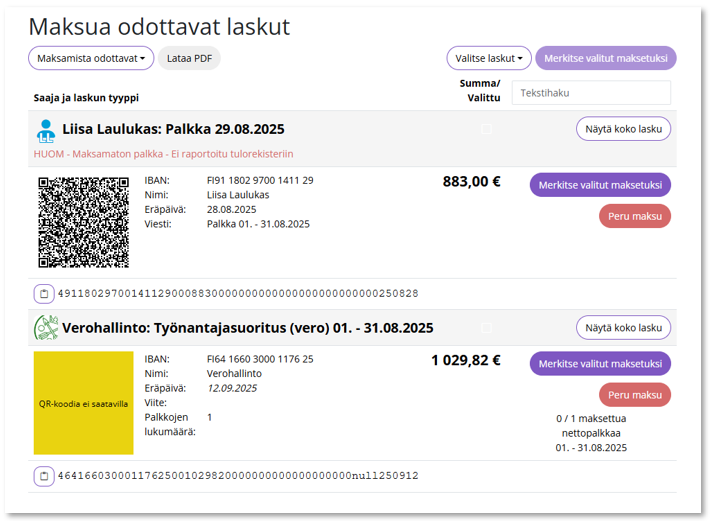 Maksua odottavat laskut
Maksamista odottavat Lataa PDF Valitse laskut Merkitse valitut maksetuksi
Saaja ja laskun tyyppi Summa/ Valittu Tekstihaku
Liisa Laulukas: Palkka 29.08.2025 Näytä koko lasku
HUOM - Maksamaton palkka - Ei raportoitu tulorekisteriin
IBAN: FI91 1802 9700 1411 29 883,00 € Merkitse valitut maksetuksi
Nimi: Liisa Laulukas
Eräpäivä: 28.08.2025 Peru maksu
Viesti: Palkka 01. - 31.08.2025
491180297001411290008830000000000000000000000000250828
Verohallinto: Työnantajasuoritus (vero) 01. - 31.08.2025 Näytä koko lasku
QR-koodia ei saatavilla
IBAN: FI64 1660 3000 1176 25 1 029,82 € Merkitse valitut maksetuksi
Nimi: Verohallinto
Eräpäivä: 12.09.2025 Peru maksu
Viite:
Palkkojen lukumäärä: 1
0 / 1 maksettua
nettopalkkaa
01. - 31.08.2025
464166030001176250010298200000000000000000000null250912